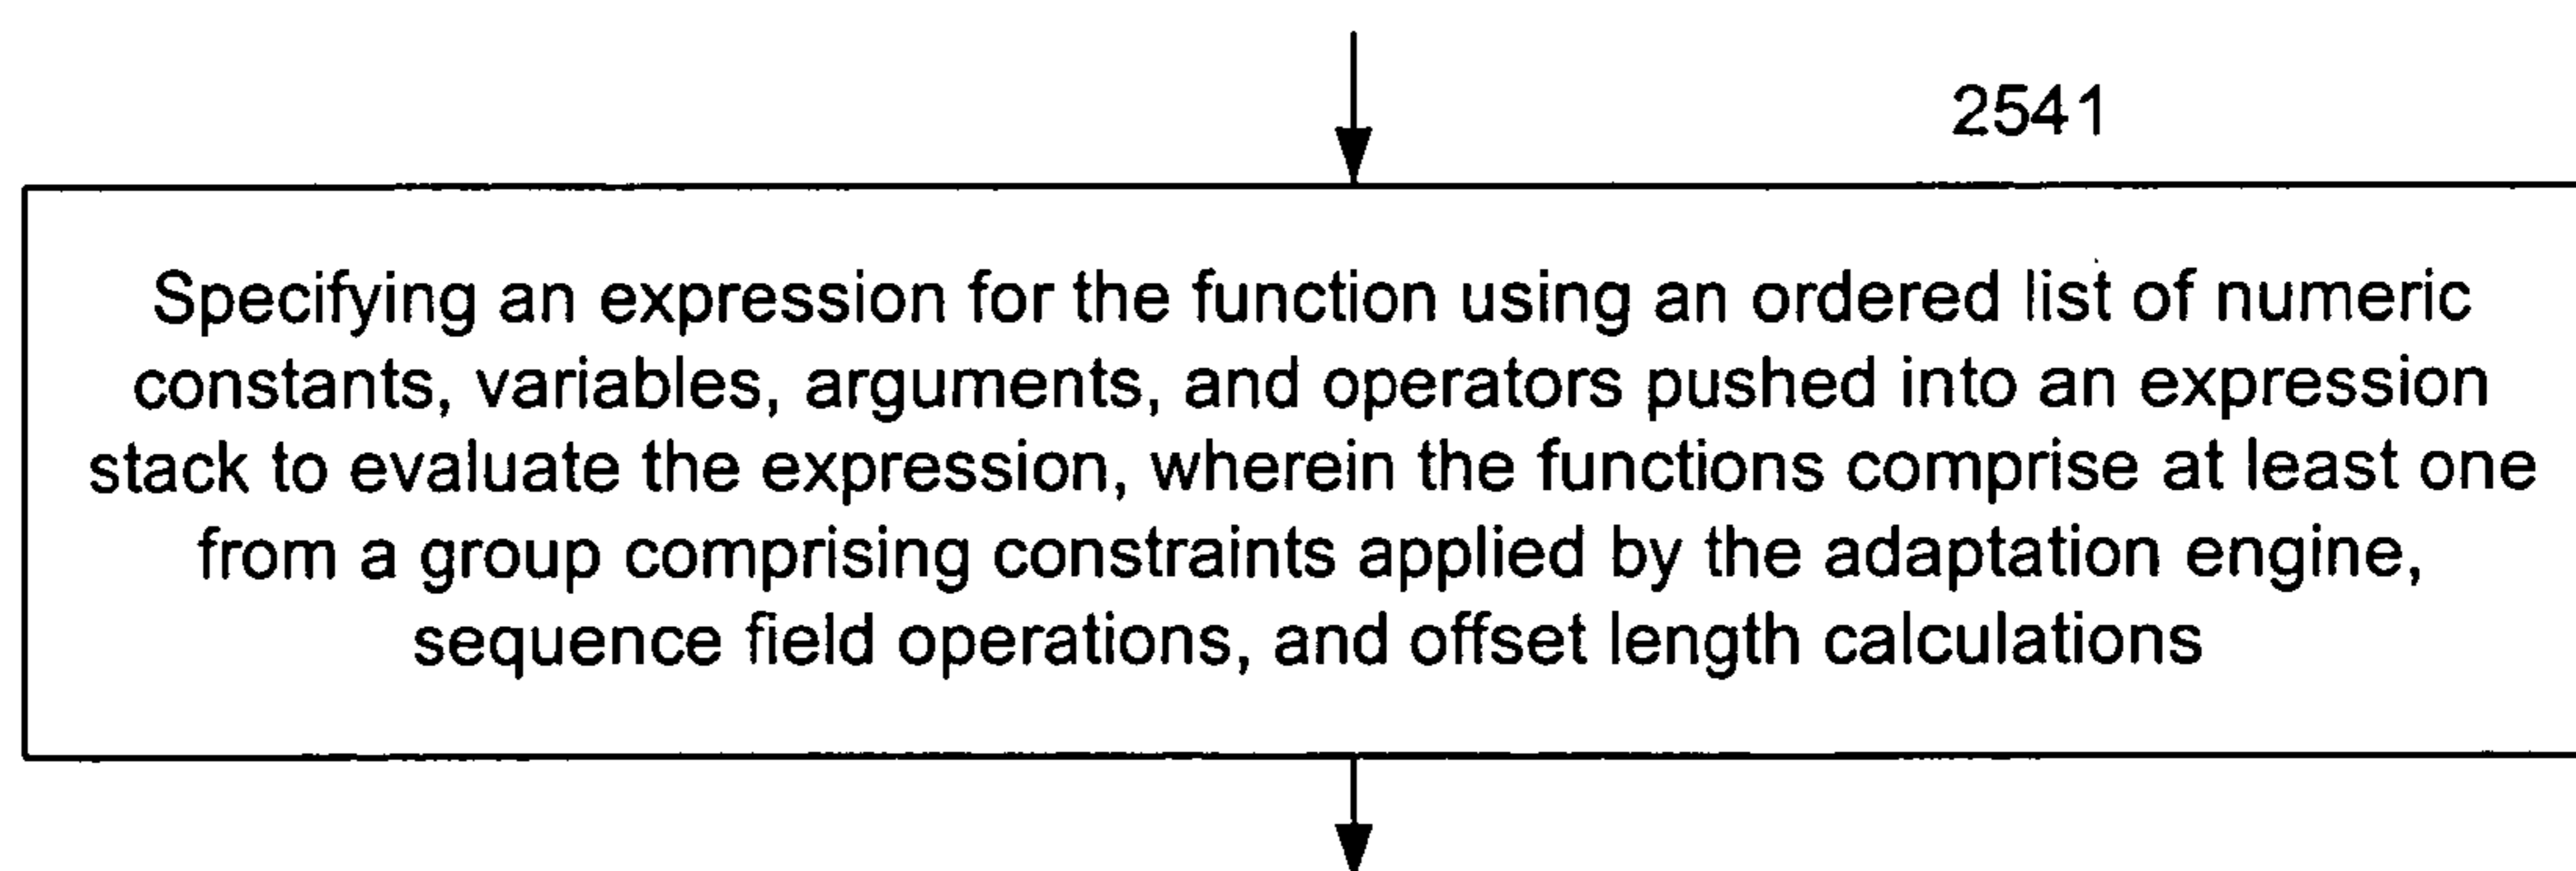 2541
Specifying an expression for the function using an ordered list of numeric
constants, variables, arguments, and operators pushed into an expression
stack to evaluate the expression, wherein the functions comprise at least one
from a group comprising constraints applied by the adaptation engine,
sequence field operations, and offset length calculations